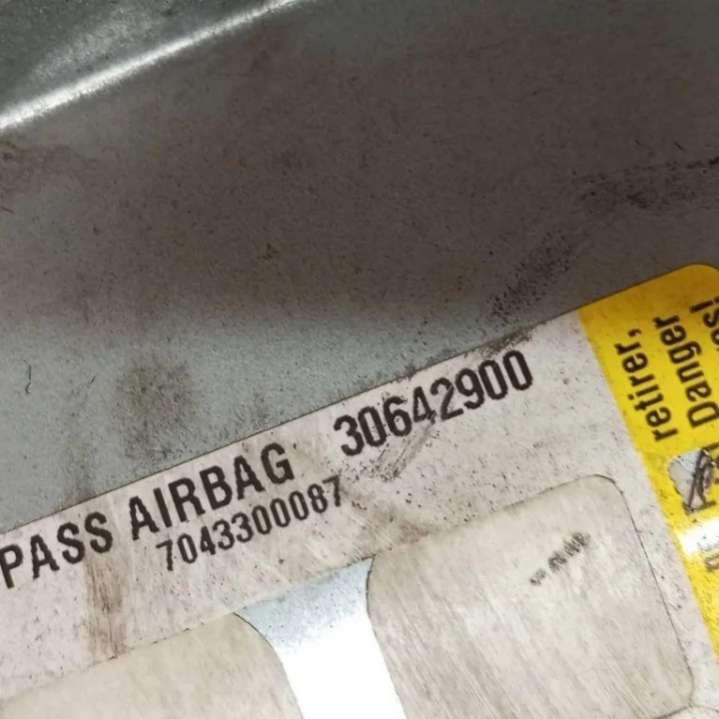 PASS AIRBAG 30642900
7043300087
retirer,
Danger